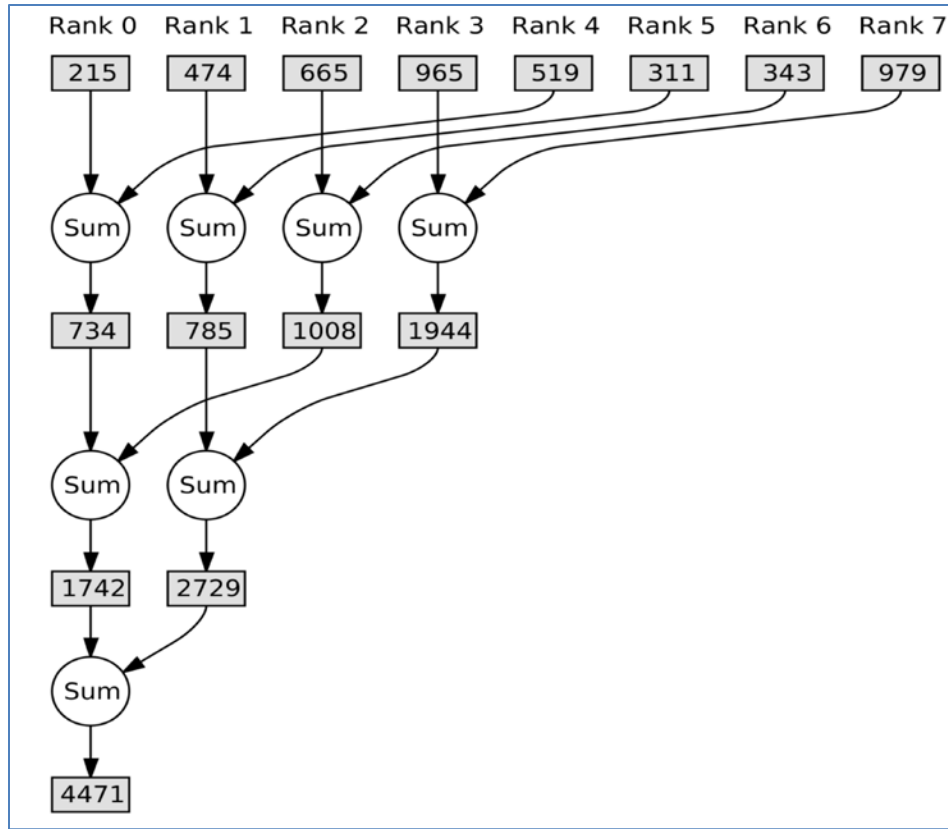 Rank 0 Rank 1 Rank 2 Rank 3 Rank 4 Rank 5 Rank 6 Rank 7
215 474 665 965 519 311 343 979
Sum Sum Sum Sum
734 785 1008 1944
Sum Sum
1742 2729
Sum
4471